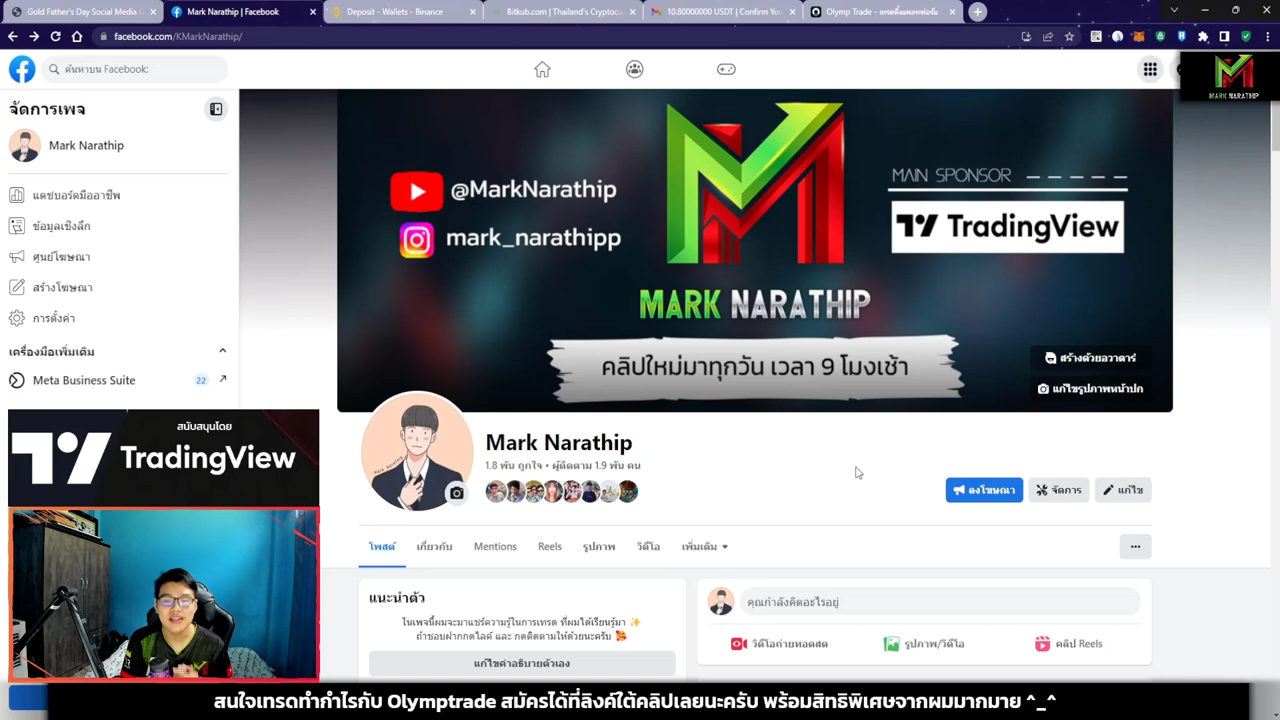 Gold Father's Day Social Media C
Mark Narathip | Facebook
Deposit - Wallets - Binance
Bitkub.com | Thailand's Cryptocu
10.80000000 USDT | Confirm You
facebook.com/KMarkNarathip/
ค้นหาบน Facebook:
MARK NARATHIP
จัดการเพจ
Mark Narathip
แดชบอร์ดมืออาชีพ
ข้อมูลเชิงลึก
ศูนย์โฆษณา
สร้างโฆษณา
การตั้งค่า
เครื่องมือเพิ่มเติม
Meta Business Suite
22
@MarkNarathip
mark_narathipp
MARK NARATHIP
MAIN SPONSOR
TradingView
คลิปใหม่มาทุกวัน เวลา 9 โมงเช้า
สร้างด้วยอวาตาร์
แก้ไขรูปภาพหน้าปก
Mark Narathip
1.8 พัน ถูกใจ • ผู้ติดตาม 1.9 พัน คน
ลงโฆษณา
จัดการ
แก้ไข
โพสต์
เกี่ยวกับ
Mentions
Reels
รูปภาพ
วิดีโอ
เพิ่มเติม
แนะนำตัว
ในเพจนี้ผมจะมาแชร์ความรู้ในการเทรด ที่ผมได้เรียนรู้มา ✨
ถ้าชอบฝากกดไลค์ และ กดติดตามให้ด้วยนะครับ
แก้ไขคำอธิบายตัวเอง
คุณกำลังคิดอะไรอยู่
วิดีโอถ่ายทอดสด
รูปภาพ/วิดีโอ
คลิป Reels
สนับสนุนโดย
TradingView
สนใจเทรดทำกำไรกับ Olymptrade สมัครได้ที่ลิงค์ใต้คลิปเลยนะครับ พร้อมสิทธิพิเศษจากผมมากมาย ^_^